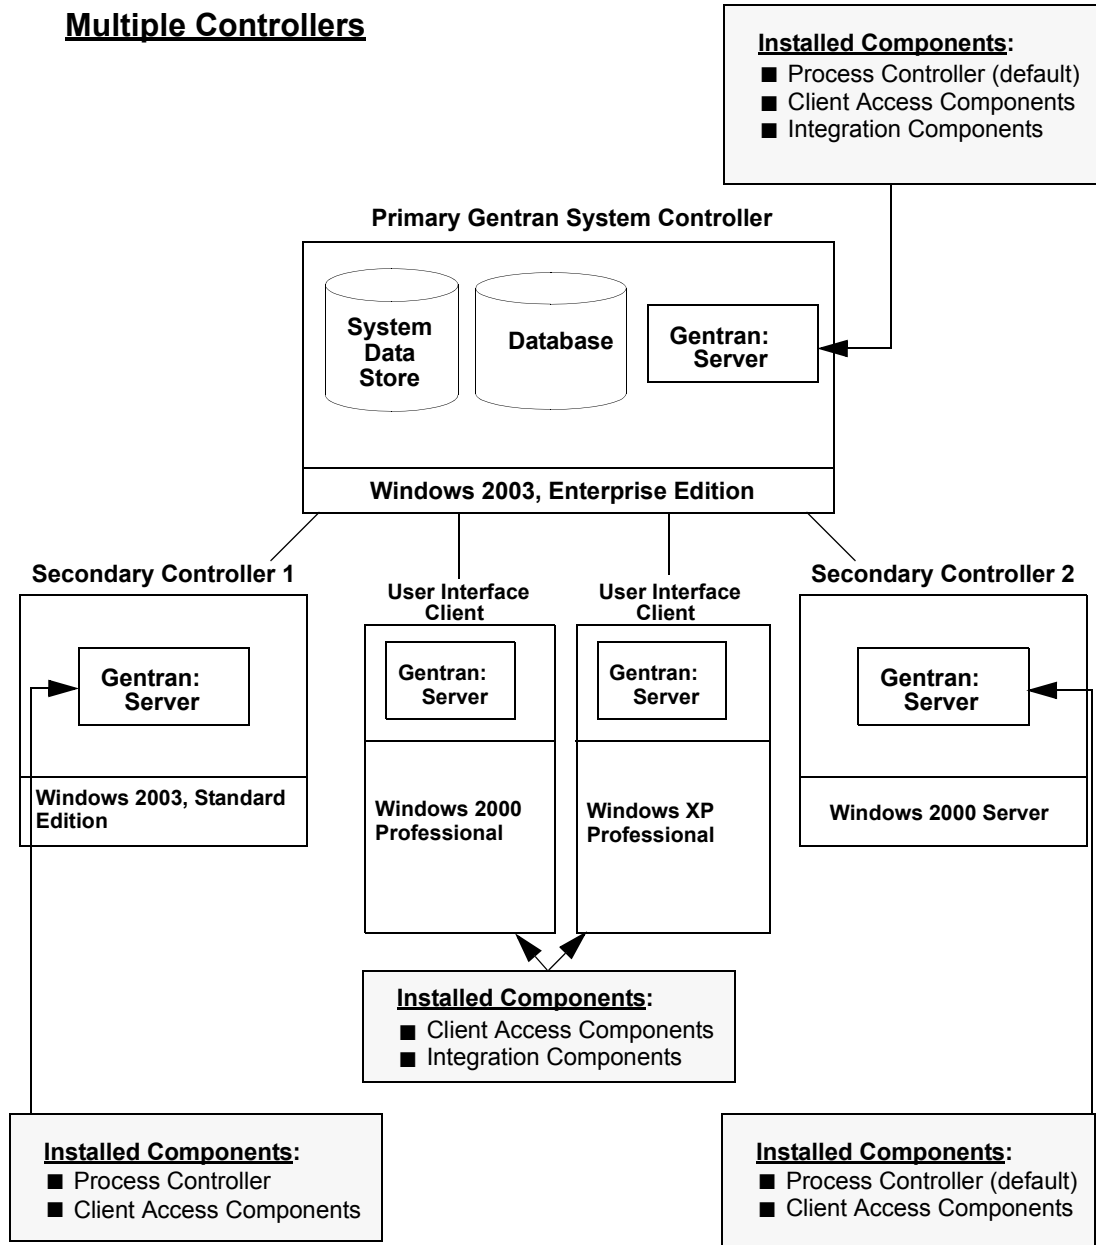 Multiple Controllers
Installed Components:
■ Process Controller (default)
■ Client Access Components
■ Integration Components
Primary Gentran System Controller
System
Data
Store
Database
Gentran:
Server
Windows 2003, Enterprise Edition
Secondary Controller 1
Gentran:
Server
Windows 2003, Standard
Edition
User Interface
Client
Gentran:
Server
Windows 2000
Professional
User Interface
Client
Gentran:
Server
Windows XP
Professional
Secondary Controller 2
Gentran:
Server
Windows 2000 Server
Installed Components:
■ Client Access Components
■ Integration Components
Installed Components:
■ Process Controller
■ Client Access Components
Installed Components:
■ Process Controller (default)
■ Client Access Components